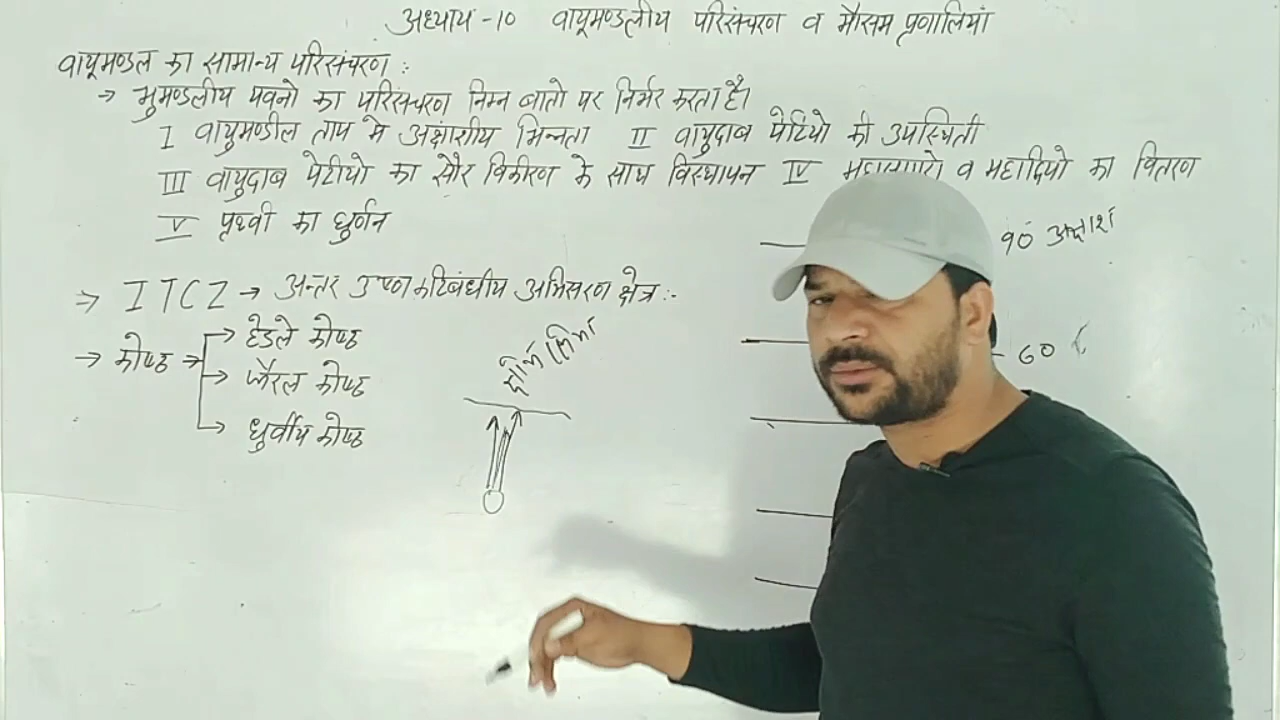 अध्याय -10 वायूमण्डलीय परिसंचरण व मौसम प्रणालियां
वायूमण्डल का सामान्य परिसंचरण :
→ भुमण्डलीय पवनो का परिसंचरण निम्न बातो पर निर्भर करता है।
I वायुमण्डील ताप मे अक्षाशीय भिन्नता II वायुदाब पेटियो की उपस्थिती
III वायुदाब पेटीयो का सौर विकीरण के साथ विस्थापन IV व महाद्वियो का वितरण
V पृथ्वी का धुर्णन
90 अक्षाशं
⇒ ITCZ → अन्तर उष्ण कटिबंधीय अभिसरण क्षेत्र :-
→ कोष्ठ → → हेडले कोष्ठ
→ फैरल कोष्ठ
→ धुर्वीय कोष्ठ
60